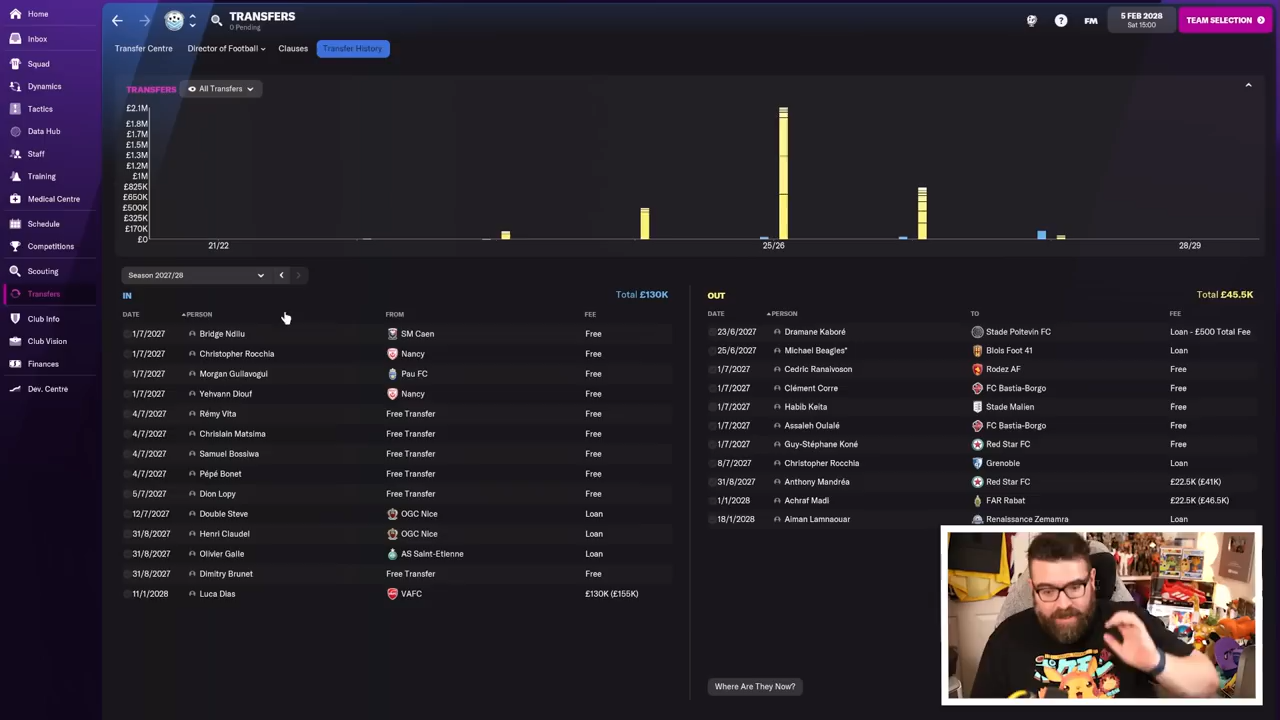 Home
Inbox
Squad
Dynamics
Tactics
Data Hub
Staff
Training
Medical Centre
Schedule
Competitions
Scouting
Transfers
Club Info
Club Vision
Finances
Dev. Centre
TRANSFERS
0 Pending
FM
5 FEB 2028
Sat 15:00
TEAM SELECTION
Transfer Centre
Director of Football
Clauses
Transfer History
TRANSFERS
All Transfers
£2.1M
£1.8M
£1.7M
£1.5M
£1.3M
£1.2M
£1M
£825K
£650K
£500K
£325K
£170K
£0
21/22
25/26
28/29
Season 2027/28
IN
Total £130K
DATE PERSON FROM FEE
1/7/2027 Bridge Ndilu SM Caen Free
1/7/2027 Christopher Rocchia Nancy Free
1/7/2027 Morgan Guilavogui Pau FC Free
1/7/2027 Yehvann Diouf Nancy Free
4/7/2027 Rémy Vita Free Transfer Free
4/7/2027 Chrislain Matsima Free Transfer Free
4/7/2027 Samuel Bossiwa Free Transfer Free
4/7/2027 Pépé Bonet Free Transfer Free
5/7/2027 Dion Lopy Free Transfer Free
12/7/2027 Double Steve OGC Nice Loan
31/8/2027 Henri Claudel OGC Nice Loan
31/8/2027 Olivier Galle AS Saint-Etienne Loan
31/8/2027 Dimitry Brunet Free Transfer Free
11/1/2028 Luca Dias VAFC £130K (£155K)
OUT
Total £45.5K
DATE PERSON TO FEE
23/6/2027 Dramane Kaboré Stade Poitevin FC Loan - £500 Total Fee
25/6/2027 Michael Beagles* Blois Foot 41 Loan
1/7/2027 Cedric Ranaivoson Rodez AF Free
1/7/2027 Clément Corre FC Bastia-Borgo Free
1/7/2027 Habib Keita Stade Malien Free
1/7/2027 Assaleh Oulalé FC Bastia-Borgo Free
1/7/2027 Guy-Stéphane Koné Red Star FC Free
8/7/2027 Christopher Rocchia Grenoble Loan
31/8/2027 Anthony Mandréa Red Star FC £22.5K (£41K)
1/1/2028 Achraf Madi FAR Rabat £22.5K (£46.5K)
18/1/2028 Aiman Lamnaouar Renaissance Zemamra Loan
Where Are They Now?